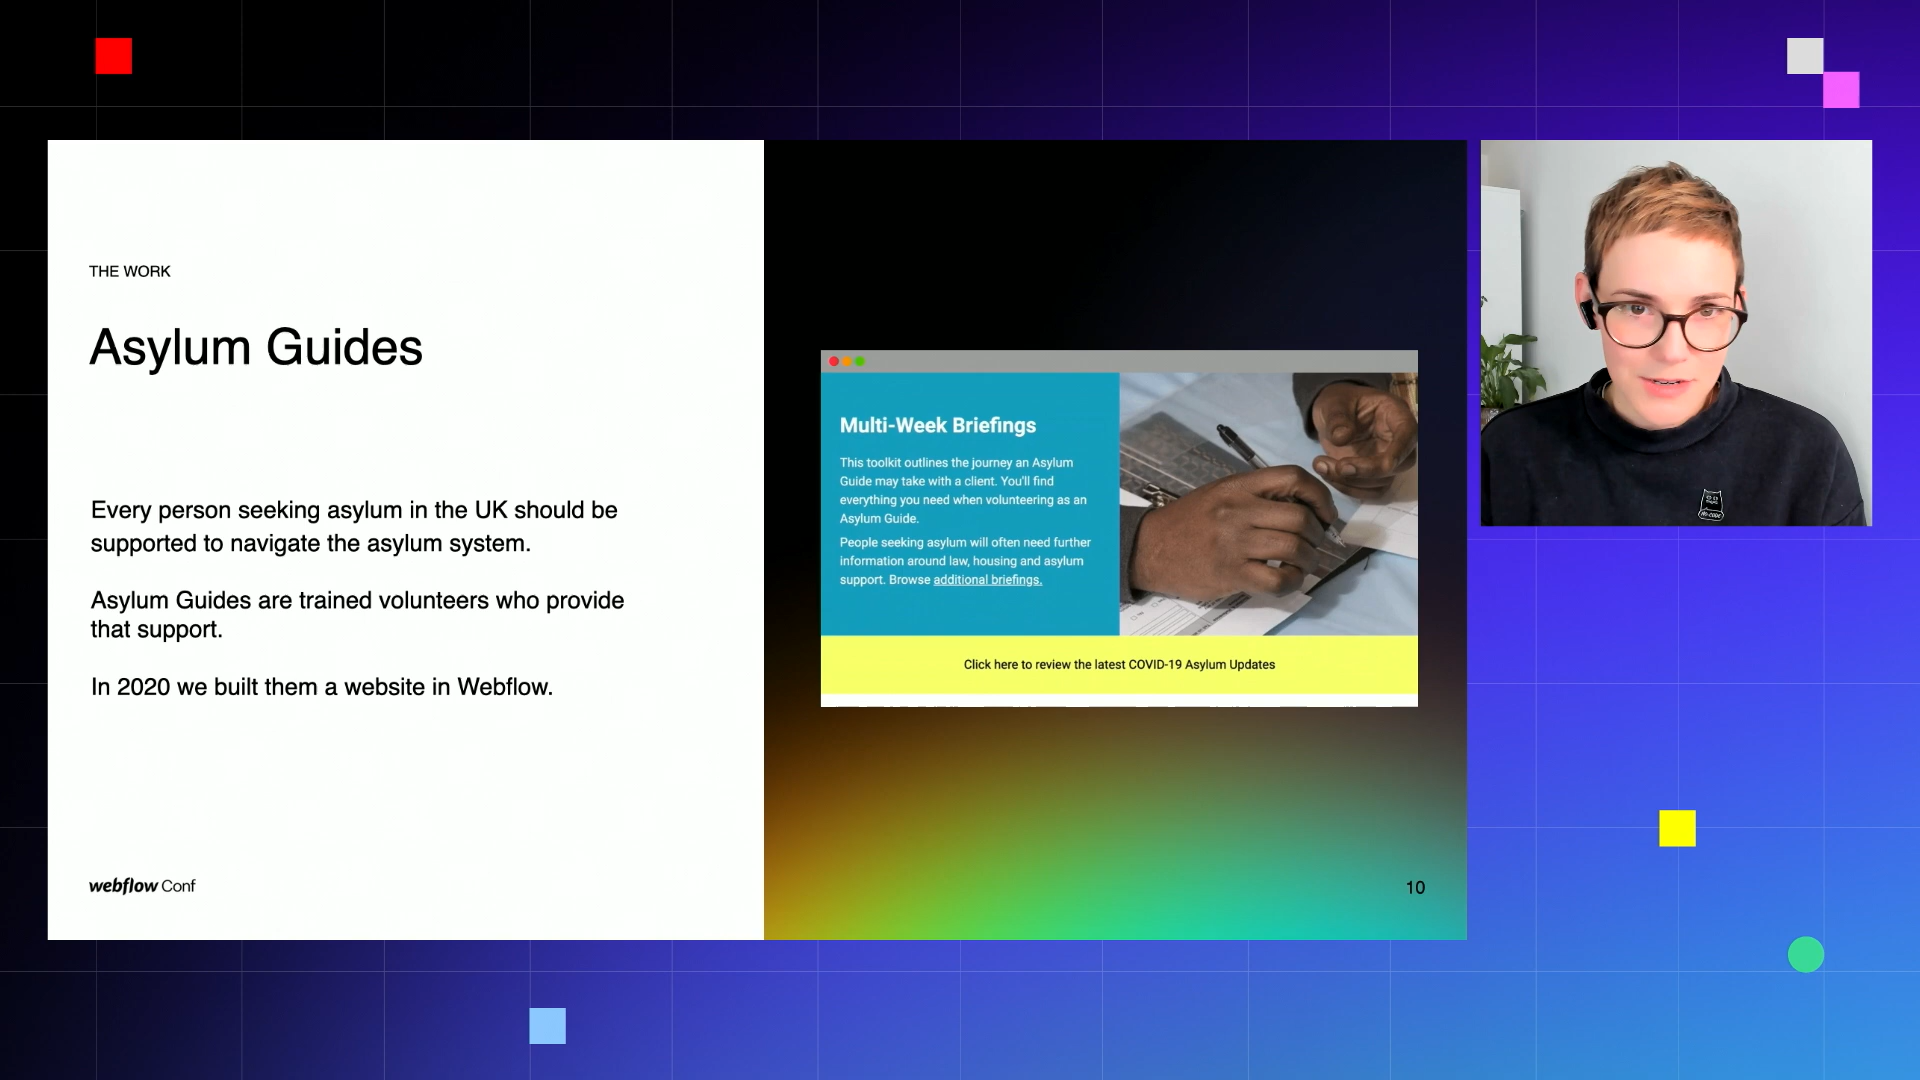 THE WORK
Asylum Guides
Every person seeking asylum in the UK should be
supported to navigate the asylum system.
Asylum Guides are trained volunteers who provide
that support.
In 2020 we built them a website in Webflow.
webflow Conf
Multi-Week Briefings
This toolkit outlines the journey an Asylum
Guide may take with a client. You'll find
everything you need when volunteering as an
Asylum Guide.
People seeking asylum will often need further
information around law, housing and asylum
support. Browse additional briefings.
Click here to review the latest COVID-19 Asylum Updates
10
NO-CODE